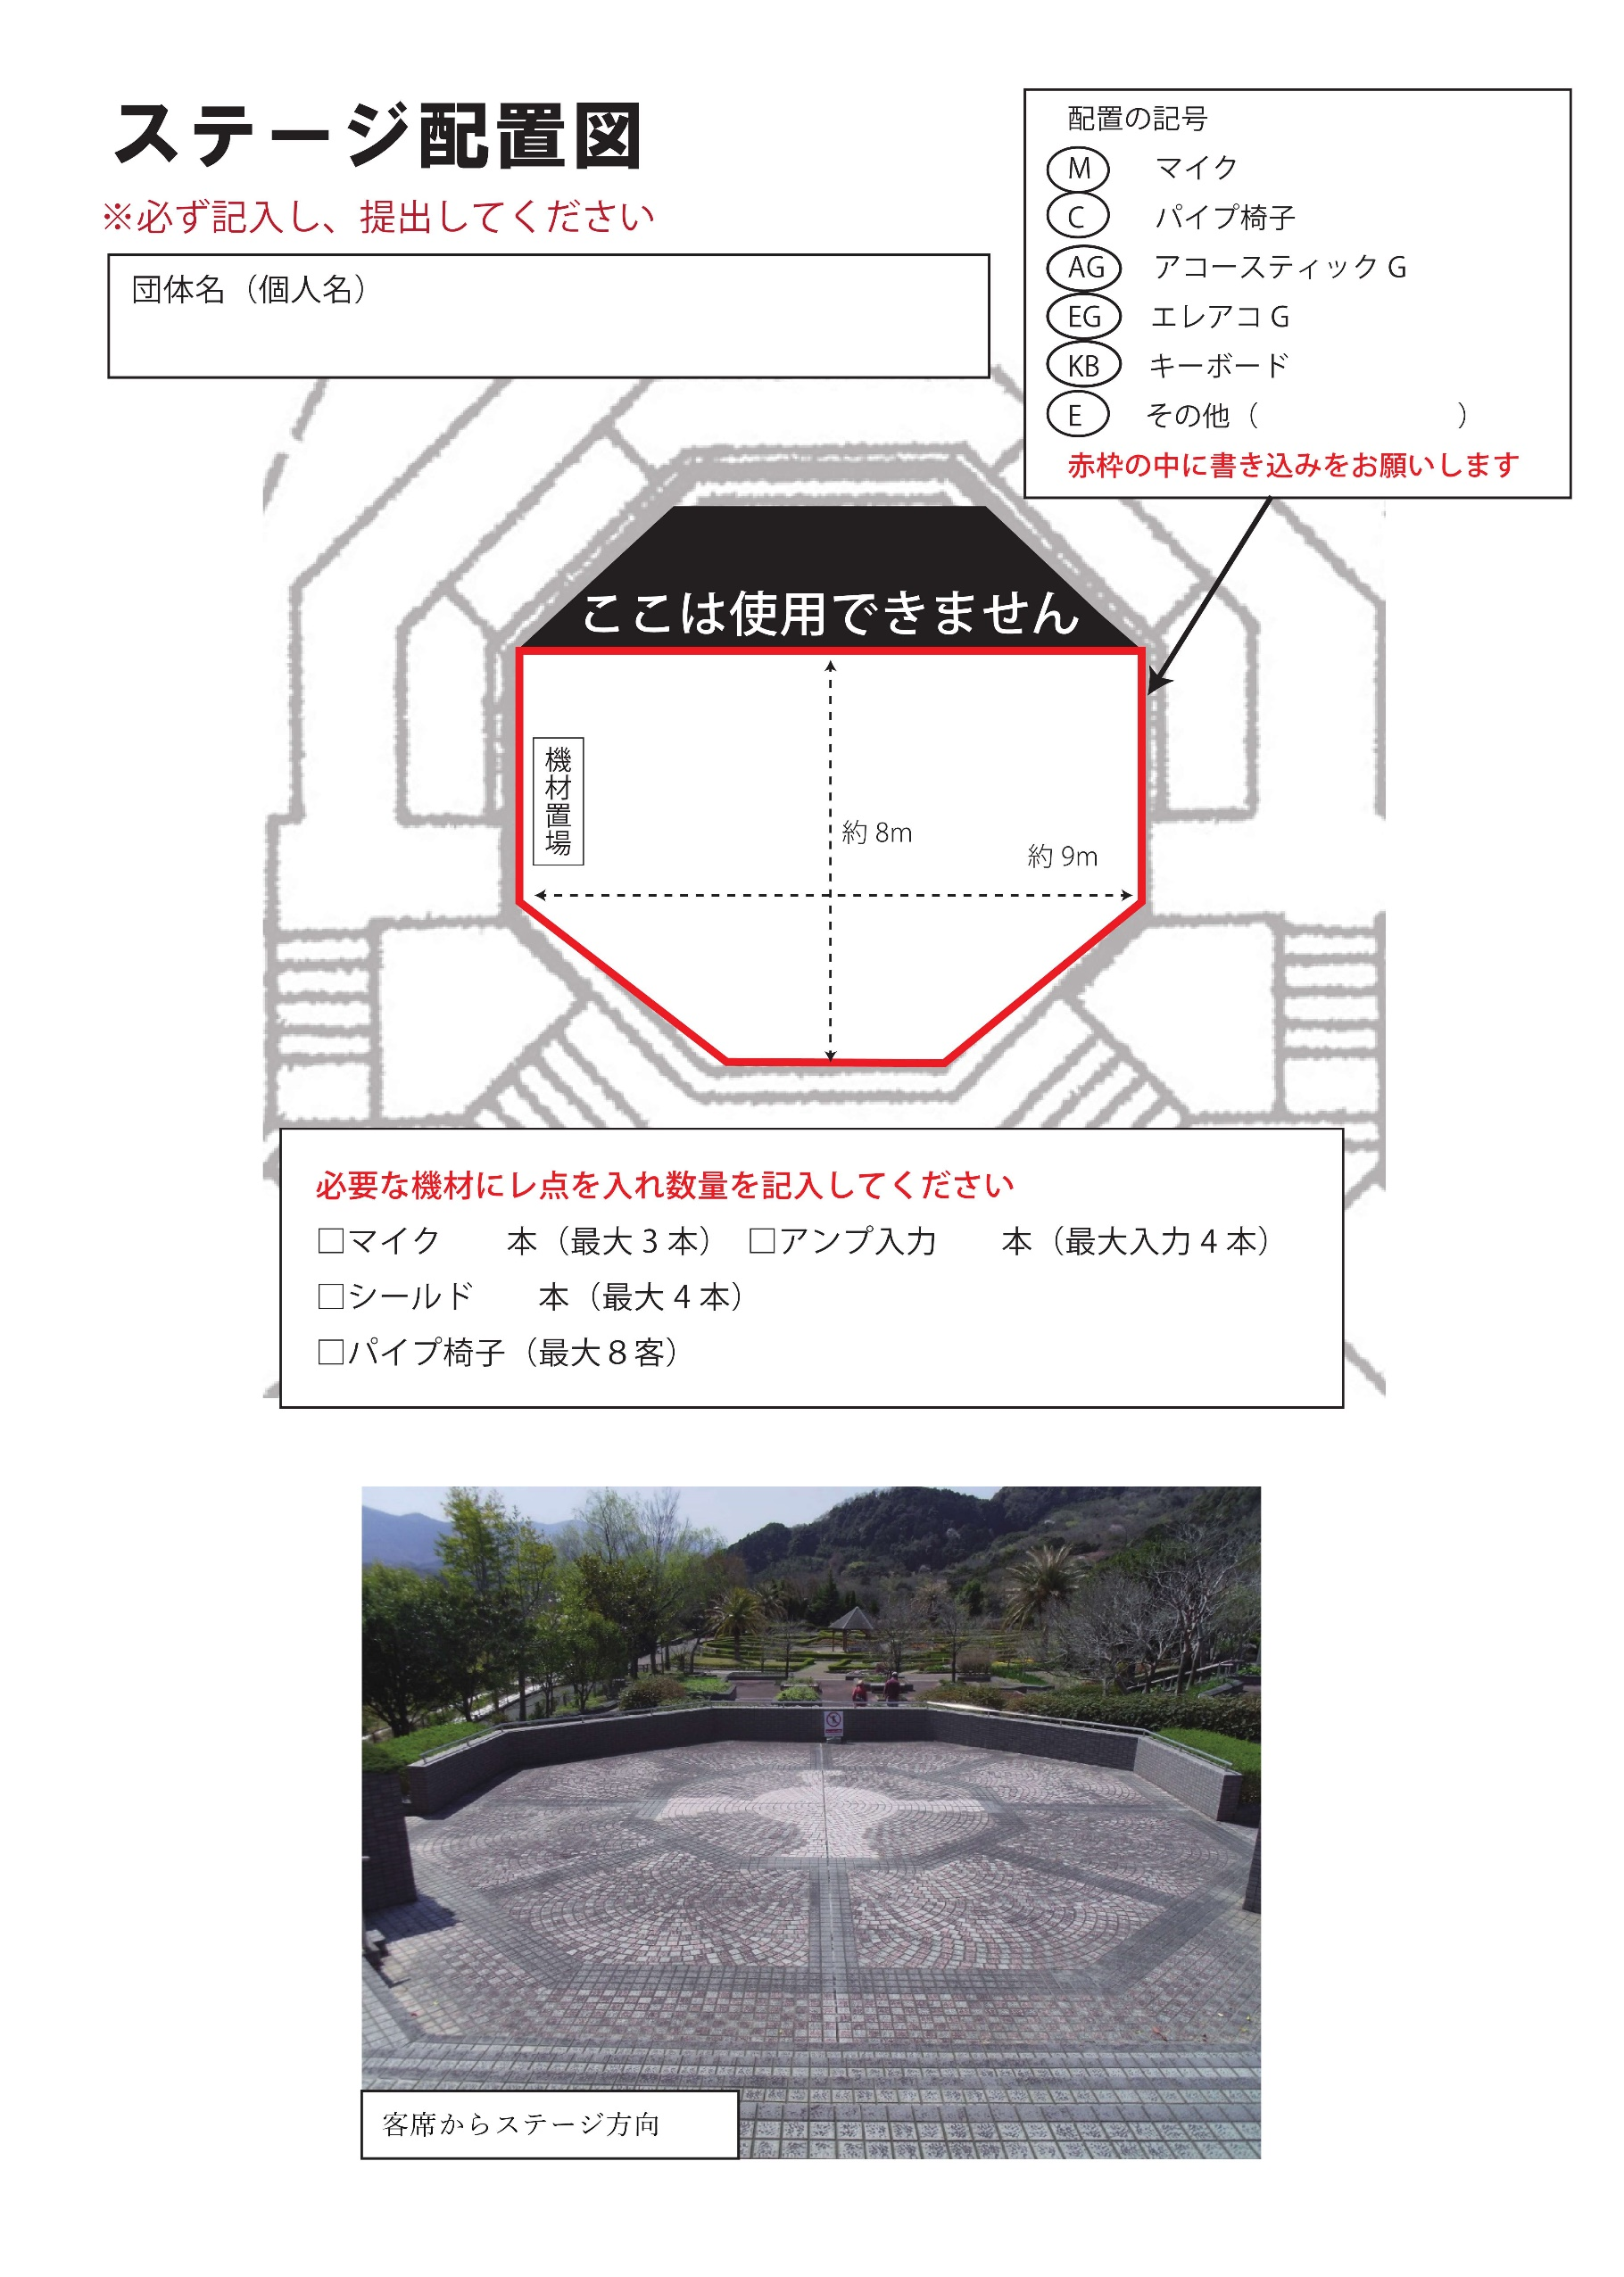 ステージ配置図
※必ず記入し、提出してください
団体名（個人名）
配置の記号
M マイク
C パイプ椅子
AG アコースティック G
EG エレアコ G
KB キーボード
E その他（　　　　　　　）
赤枠の中に書き込みをお願いします
ここは使用できません
機材置場
約 8m
約 9m
必要な機材にレ点を入れ数量を記入してください
□マイク　　本（最大 3 本）　□アンプ入力　　本（最大入力 4 本）
□シールド　　本（最大 4 本）
□パイプ椅子（最大 8 客）
客席からステージ方向